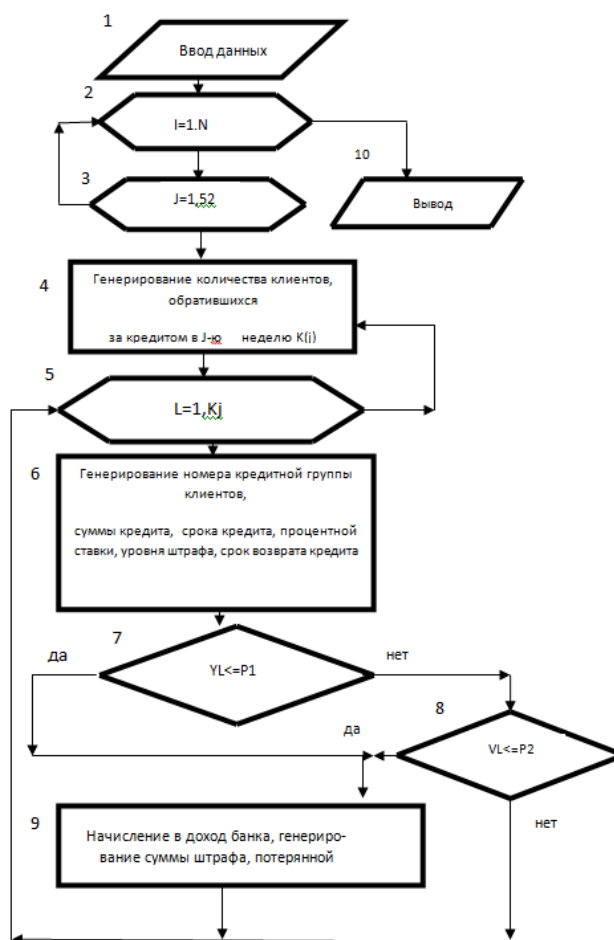 1
Ввод данных
2
I=1.N
10
3
J=1,52
Вывод
4
Генерирование количества клиентов,
обратившихся
за кредитом в J-ю неделю K(j)
5
L=1,Kj
6
Генерирование номера кредитной группы
клиентов,
суммы кредита, срока кредита, процентной
ставки, уровня штрафа, срок возврата кредита
7
да
нет
YL<=P1
8
да
VL<=P2
9
нет
Начисление в доход банка, генериро-
вание суммы штрафа, потерянной